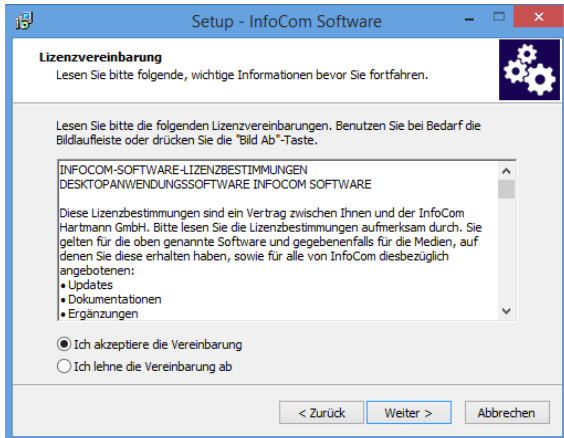 Setup - InfoCom Software
Lizenzvereinbarung
Lesen Sie bitte folgende, wichtige Informationen bevor Sie fortfahren.
Lesen Sie bitte die folgenden Lizenzvereinbarungen. Benutzen Sie bei Bedarf die
Bildlaufleiste oder drücken Sie die "Bild Ab"-Taste.
INFOCOM-SOFTWARE-LIZENZBESTIMMUNGEN
DESKTOPANWENDUNGSSOFTWARE INFOCOM SOFTWARE
Diese Lizenzbestimmungen sind ein Vertrag zwischen Ihnen und der InfoCom
Hartmann GmbH. Bitte lesen Sie die Lizenzbestimmungen aufmerksam durch. Sie
gelten für die oben genannte Software und gegebenenfalls für die Medien, auf
denen Sie diese erhalten haben, sowie für alle von InfoCom diesbezüglich
angebotenen:
• Updates
• Dokumentationen
• Ergänzungen
Ich akzeptiere die Vereinbarung
Ich lehne die Vereinbarung ab
< Zurück Weiter > Abbrechen